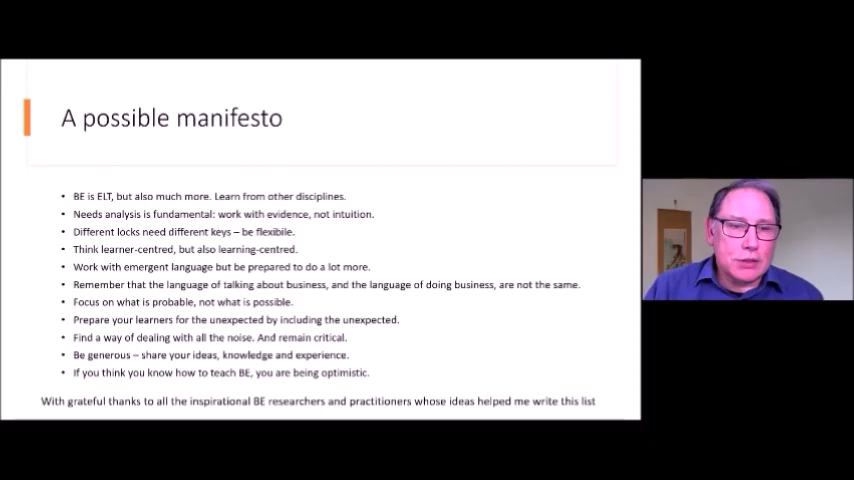 A possible manifesto
• BE is ELT, but also much more. Learn from other disciplines.
• Needs analysis is fundamental: work with evidence, not intuition.
• Different locks need different keys – be flexibile.
• Think learner-centred, but also learning-centred.
• Work with emergent language but be prepared to do a lot more.
• Remember that the language of talking about business, and the language of doing business, are not the same.
• Focus on what is probable, not what is possible.
• Prepare your learners for the unexpected by including the unexpected.
• Find a way of dealing with all the noise. And remain critical.
• Be generous – share your ideas, knowledge and experience.
• If you think you know how to teach BE, you are being optimistic.
With grateful thanks to all the inspirational BE researchers and practitioners whose ideas helped me write this list